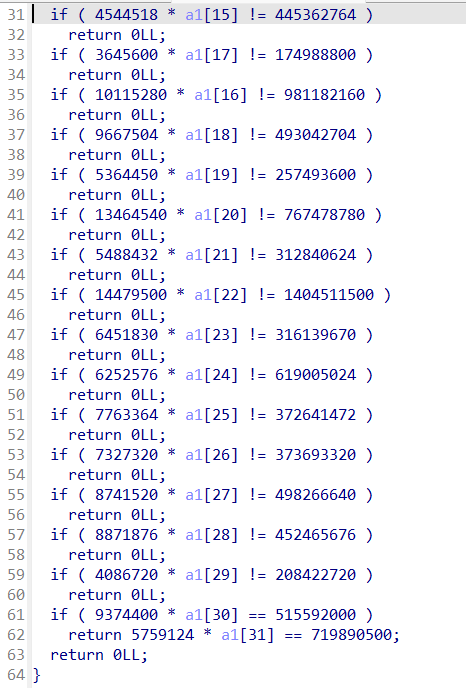 31 if ( 4544518 * a1[15] != 445362764 )
32 return 0LL;
33 if ( 3645600 * a1[17] != 174988800 )
34 return 0LL;
35 if ( 10115280 * a1[16] != 981182160 )
36 return 0LL;
37 if ( 9667504 * a1[18] != 493042704 )
38 return 0LL;
39 if ( 5364450 * a1[19] != 257493600 )
40 return 0LL;
41 if ( 13464540 * a1[20] != 767478780 )
42 return 0LL;
43 if ( 5488432 * a1[21] != 312840624 )
44 return 0LL;
45 if ( 14479500 * a1[22] != 1404511500 )
46 return 0LL;
47 if ( 6451830 * a1[23] != 316139670 )
48 return 0LL;
49 if ( 6252576 * a1[24] != 619005024 )
50 return 0LL;
51 if ( 7763364 * a1[25] != 372641472 )
52 return 0LL;
53 if ( 7327320 * a1[26] != 373693320 )
54 return 0LL;
55 if ( 8741520 * a1[27] != 498266640 )
56 return 0LL;
57 if ( 8871876 * a1[28] != 452465676 )
58 return 0LL;
59 if ( 4086720 * a1[29] != 208422720 )
60 return 0LL;
61 if ( 9374400 * a1[30] == 515592000 )
62 return 5759124 * a1[31] == 719890500;
63 return 0LL;
64 }